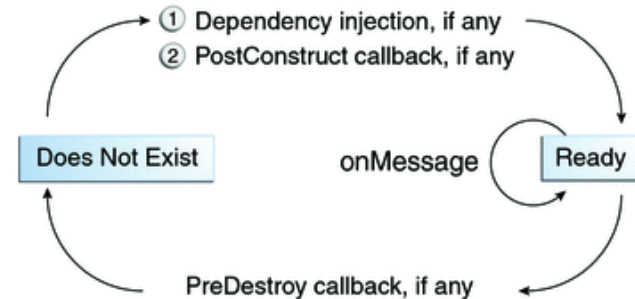 1 Dependency injection, if any
2 PostConstruct callback, if any
Does Not Exist
onMessage
Ready
PreDestroy callback, if any